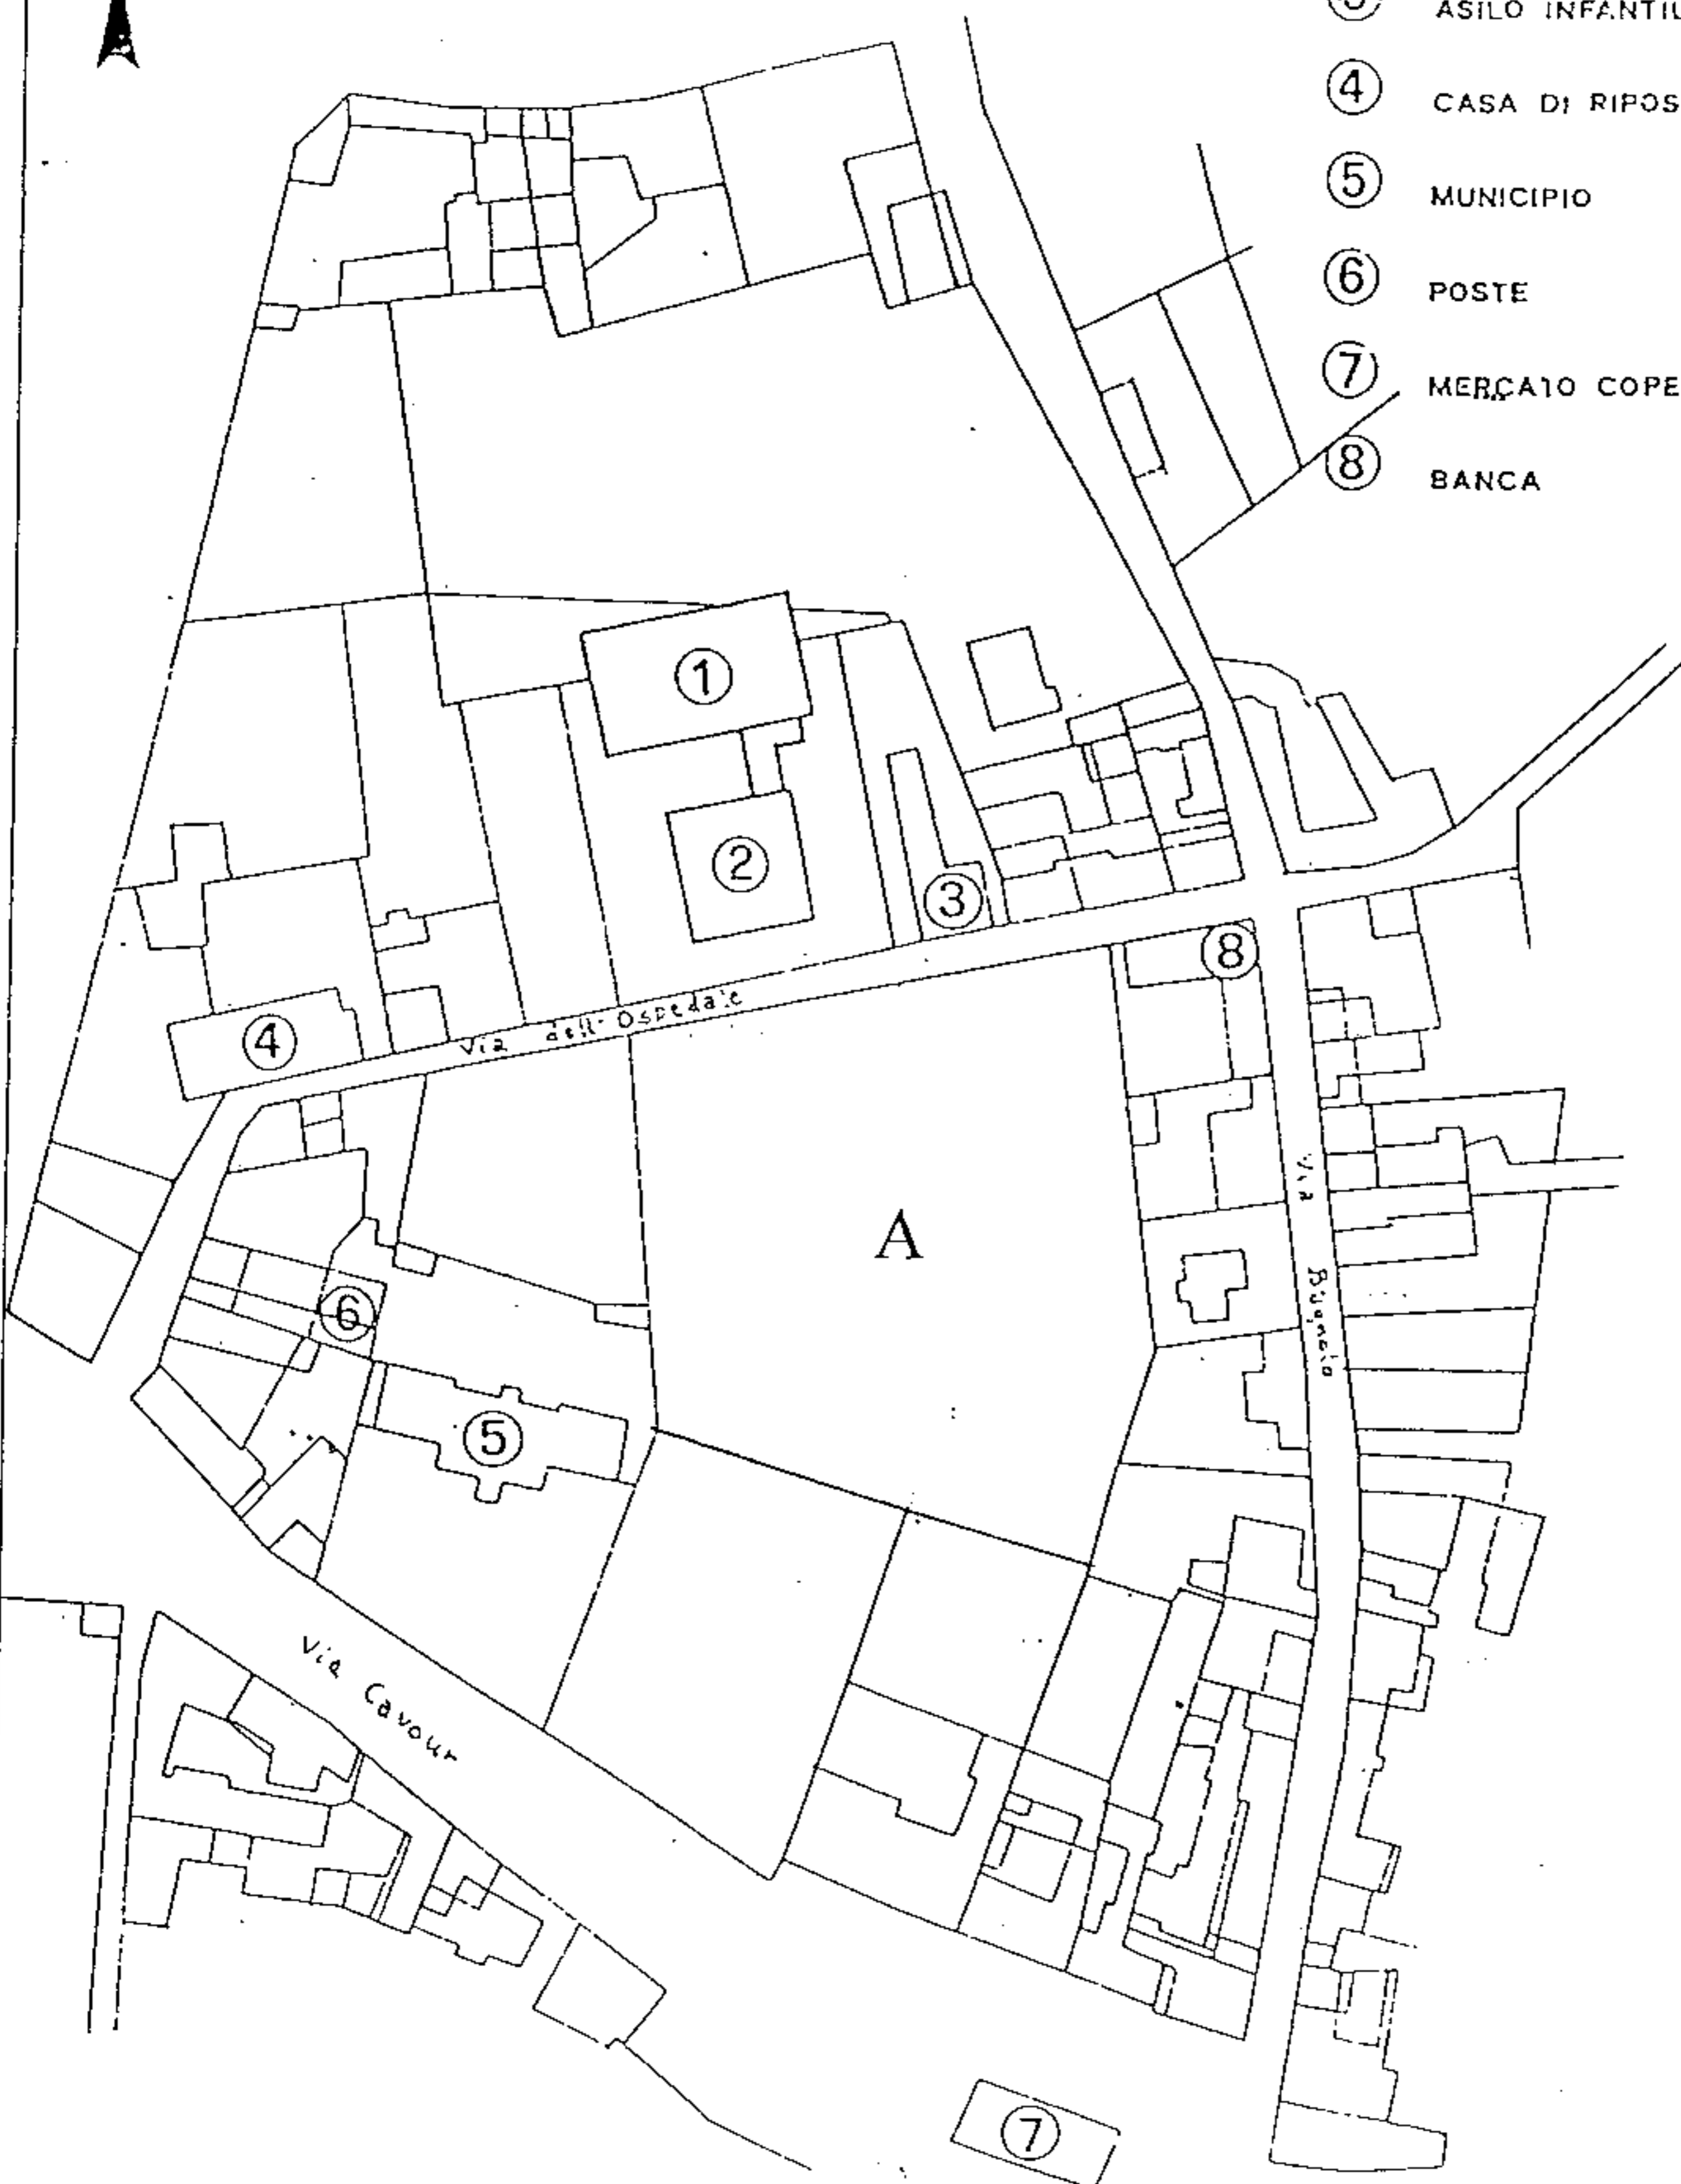 ③ ASILO INFANTIL
④ CASA DI RIPOS
⑤ MUNICIPIO
⑥ POSTE
⑦ MERCATO COPE
⑧ BANCA
①
②
③
⑧
④
Via dell' Ospedale
A
Via
⑥
⑤
Via Cavour
⑦